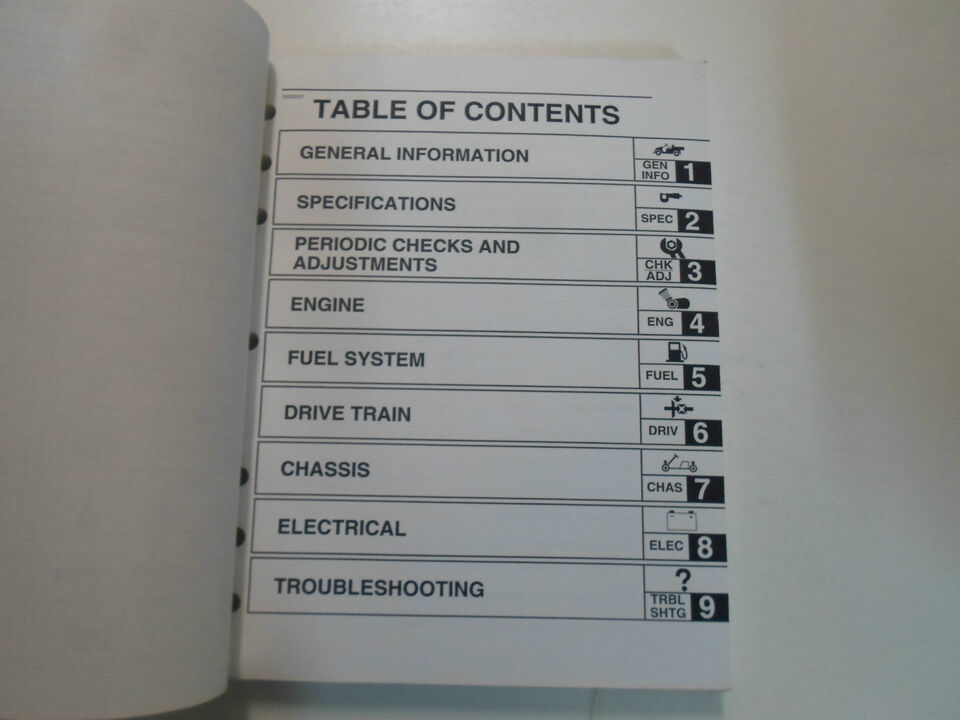 TABLE OF CONTENTS
GENERAL INFORMATION
GEN
INFO
1
SPECIFICATIONS
SPEC
2
PERIODIC CHECKS AND
ADJUSTMENTS
CHK
ADJ
3
ENGINE
ENG
4
FUEL SYSTEM
FUEL
5
DRIVE TRAIN
DRIV
6
CHASSIS
CHAS
7
ELECTRICAL
ELEC
8
TROUBLESHOOTING
?
TRBL
SHTG
9